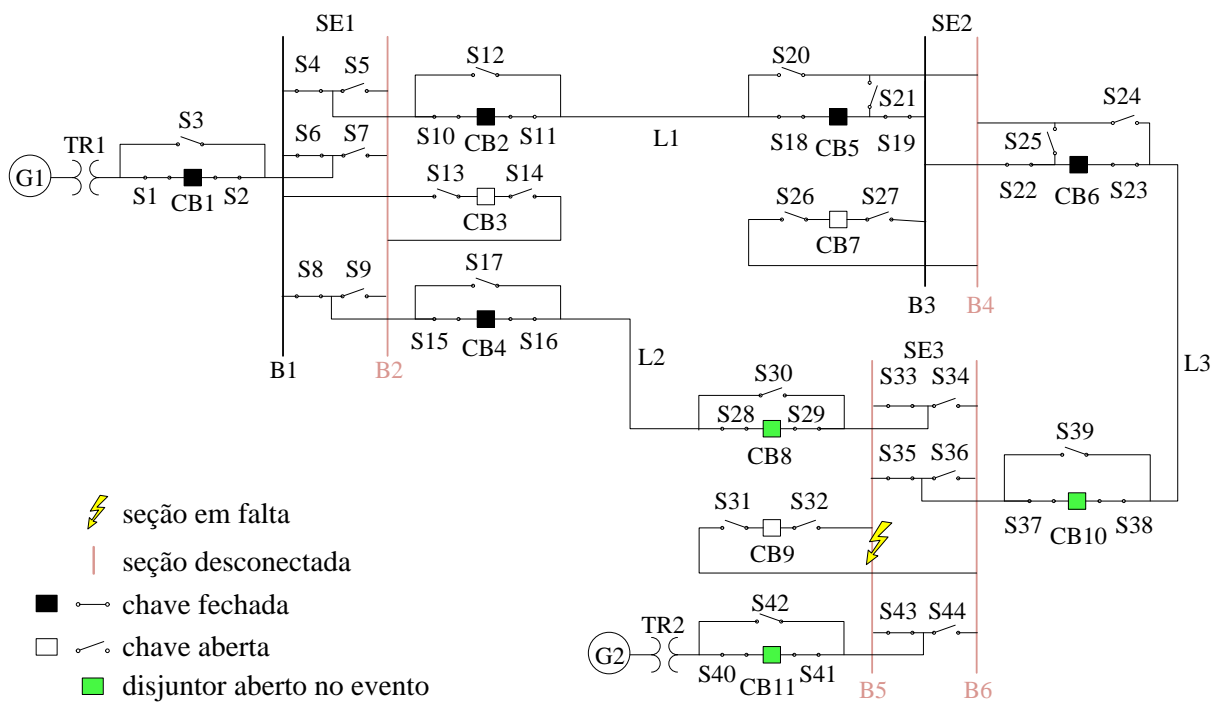 SE1
SE2
S4 S5
S12
S20
S24
S3
S6 S7
S10 S11
CB2
L1
S18 S19
CB5
S21
S25
TR1
G1
S1 S2
CB1
S13 S14
CB3
S22 S23
CB6
S26 S27
CB7
S8 S9
S17
B3 B4
S15 S16
CB4
B1 B2
L2
SE3
L3
S30
S33 S34
S28 S29
CB8
S35 S36
S39
S31 S32
CB9
S37 S38
CB10
seção em falta
seção desconectada
chave fechada
chave aberta
disjuntor aberto no evento
S42
S43 S44
TR2
G2
S40 S41
CB11
B5 B6